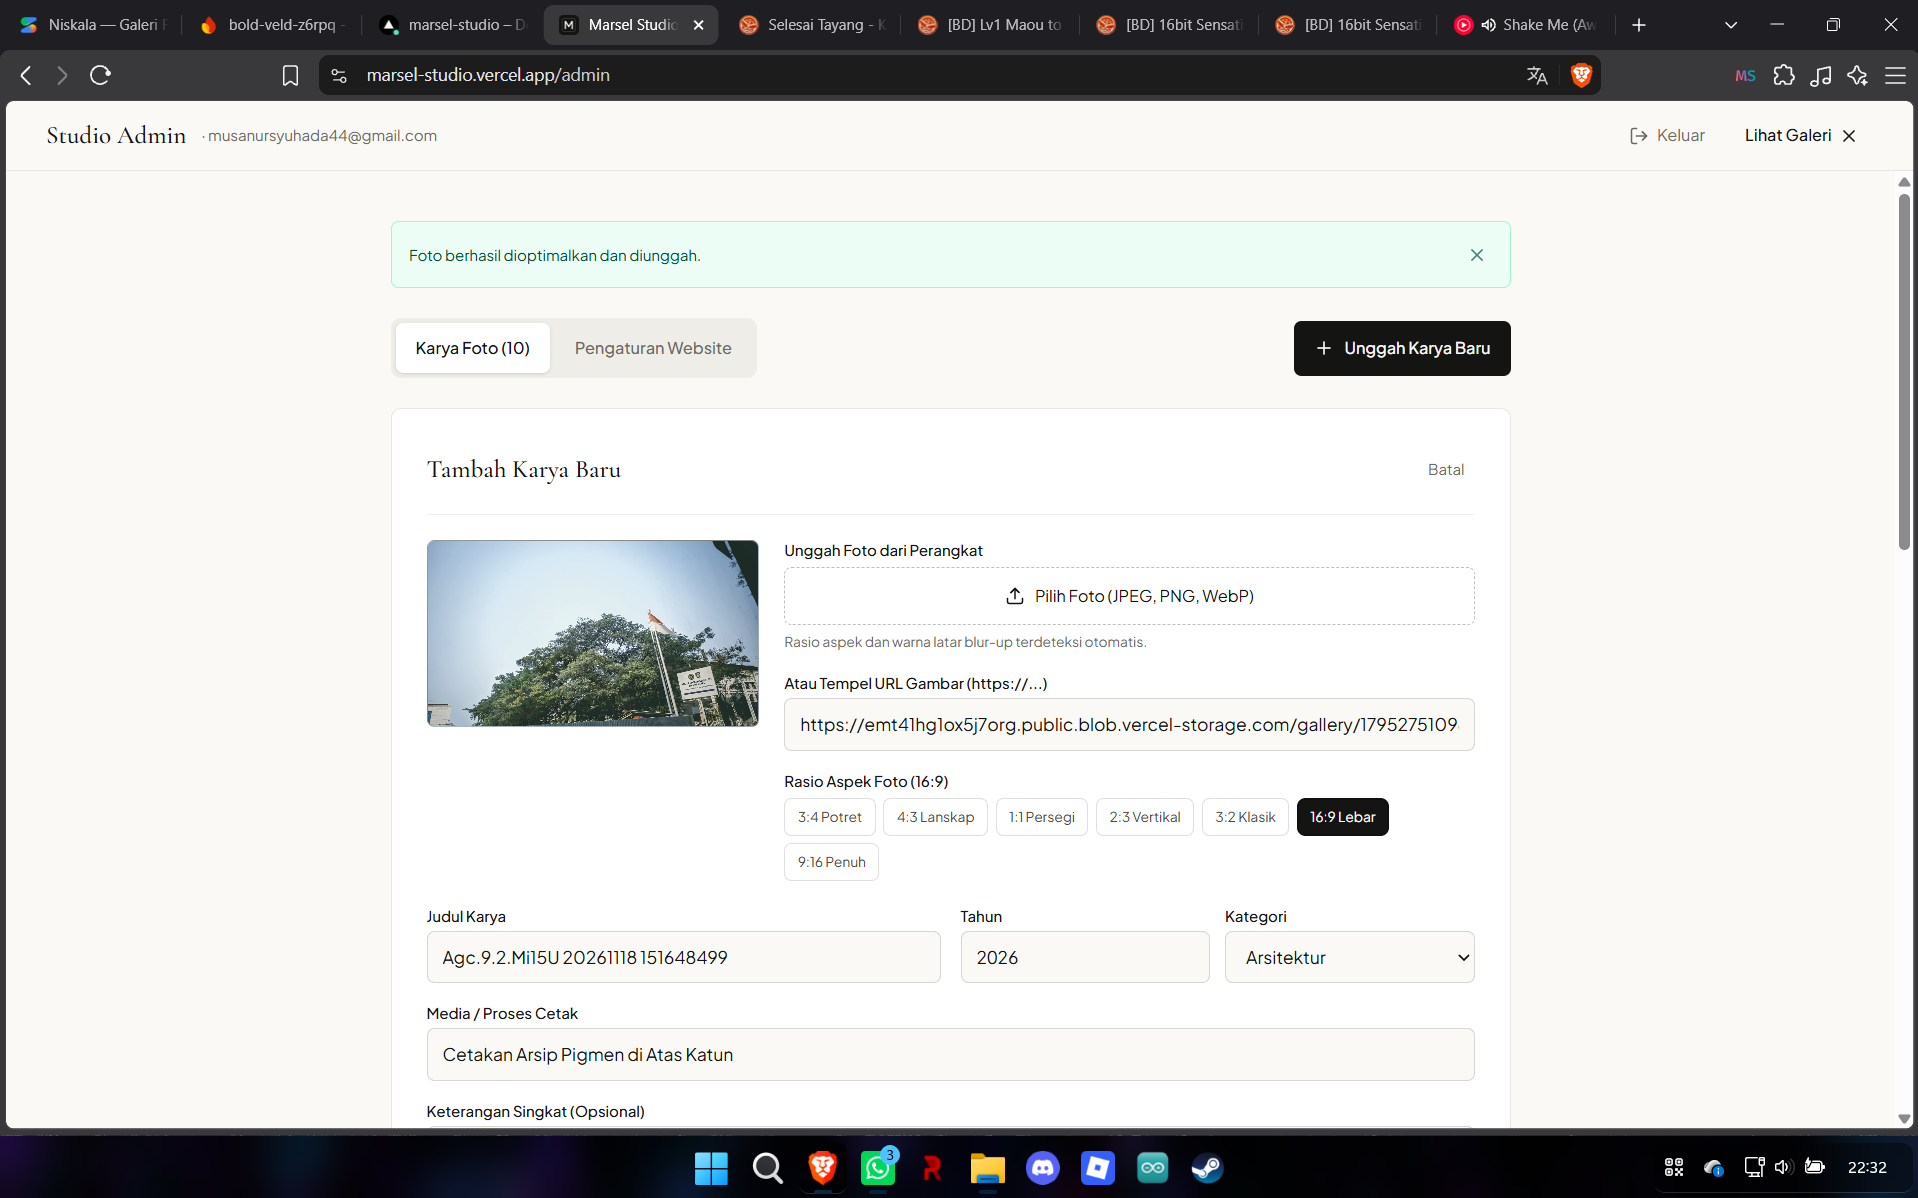 Niskala — Galeri F
bold-veld-z6rpq -
marsel-studio – D
Marsel Studio
Selesai Tayang - K
[BD] Lv1 Maou to
[BD] 16bit Sensati
[BD] 16bit Sensati
Shake Me (Aw
marsel-studio.vercel.app/admin
MS
Studio Admin · musanursyuhada44@gmail.com
Keluar
Lihat Galeri
Foto berhasil dioptimalkan dan diunggah.
Karya Foto (10)
Pengaturan Website
Unggah Karya Baru
Tambah Karya Baru
Batal
Unggah Foto dari Perangkat
Pilih Foto (JPEG, PNG, WebP)
Rasio aspek dan warna latar blur-up terdeteksi otomatis.
Atau Tempel URL Gambar (https://...)
https://emt41hg1ox5j7org.public.blob.vercel-storage.com/gallery/1795275109
Rasio Aspek Foto (16:9)
3:4 Potret
4:3 Lanskap
1:1 Persegi
2:3 Vertikal
3:2 Klasik
16:9 Lebar
9:16 Penuh
Judul Karya
Tahun
Kategori
Agc.9.2.Mi15U 20261118 151648499
2026
Arsitektur
Media / Proses Cetak
Cetakan Arsip Pigmen di Atas Katun
Keterangan Singkat (Opsional)
3
22:32